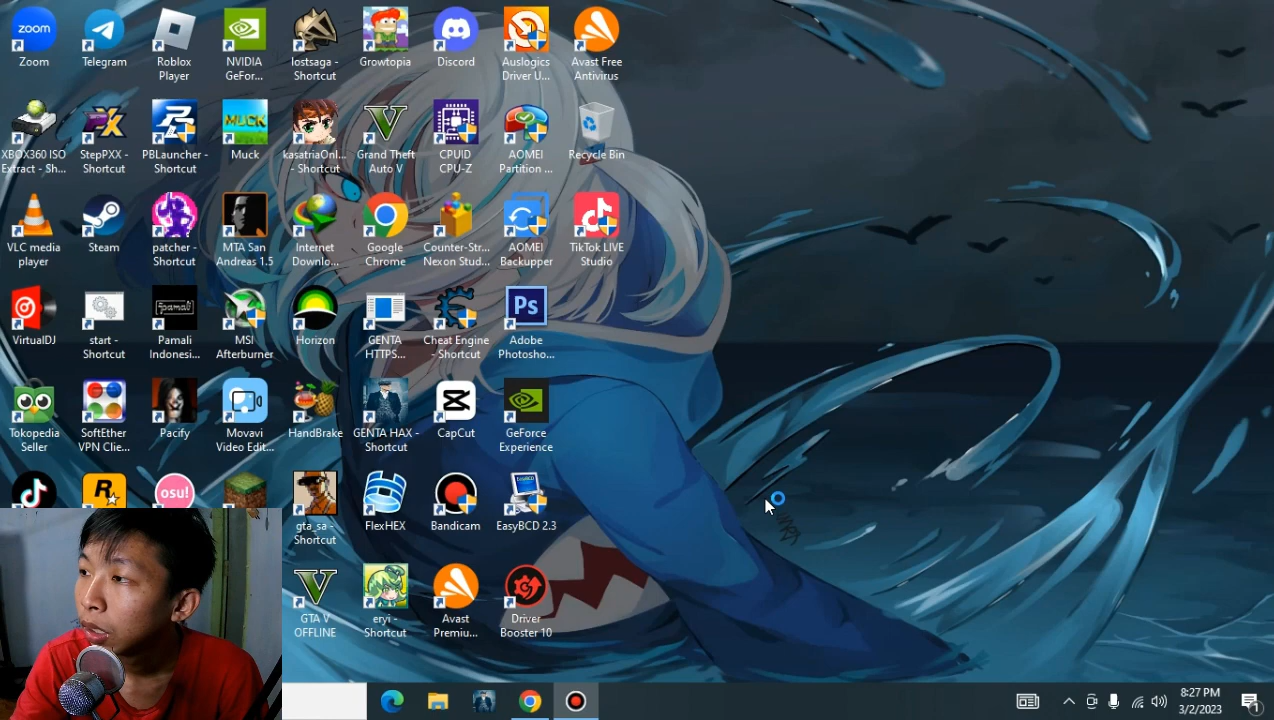 Zoom
Telegram
Roblox
Player
NVIDIA
GeFor...
lostsaga -
Shortcut
Growtopia
Discord
Auslogics
Driver U...
Avast Free
Antivirus
XBOX360 ISO
Extract - Sh...
StepPXX -
Shortcut
PBLauncher -
Shortcut
Muck
kasatriaOnl...
- Shortcut
Grand Theft
Auto V
CPUID
CPU-Z
AOMEI
Partition ...
Recycle Bin
VLC media
player
Steam
patcher -
Shortcut
MTA San
Andreas 1.5
Internet
Downlo...
Google
Chrome
Counter-Str...
Nexon Stud...
AOMEI
Backupper
TikTok LIVE
Studio
VirtualDJ
start -
Shortcut
Pamali
Indonesi...
MSI
Afterburner
Horizon
GENTA
HTTPS...
Cheat Engine
- Shortcut
Adobe
Photosho...
Tokopedia
Seller
SoftEther
VPN Clie...
Pacify
Movavi
Video Edit...
HandBrake
GENTA HAX -
Shortcut
CapCut
GeForce
Experience
gta_sa -
Shortcut
FlexHEX
Bandicam
EasyBCD 2.3
GTA V
OFFLINE
eryi -
Shortcut
Avast
Premiu...
Driver
Booster 10
zoom
MUCK
Pamali
Ps
R
osu!
8:27 PM
3/2/2023
1